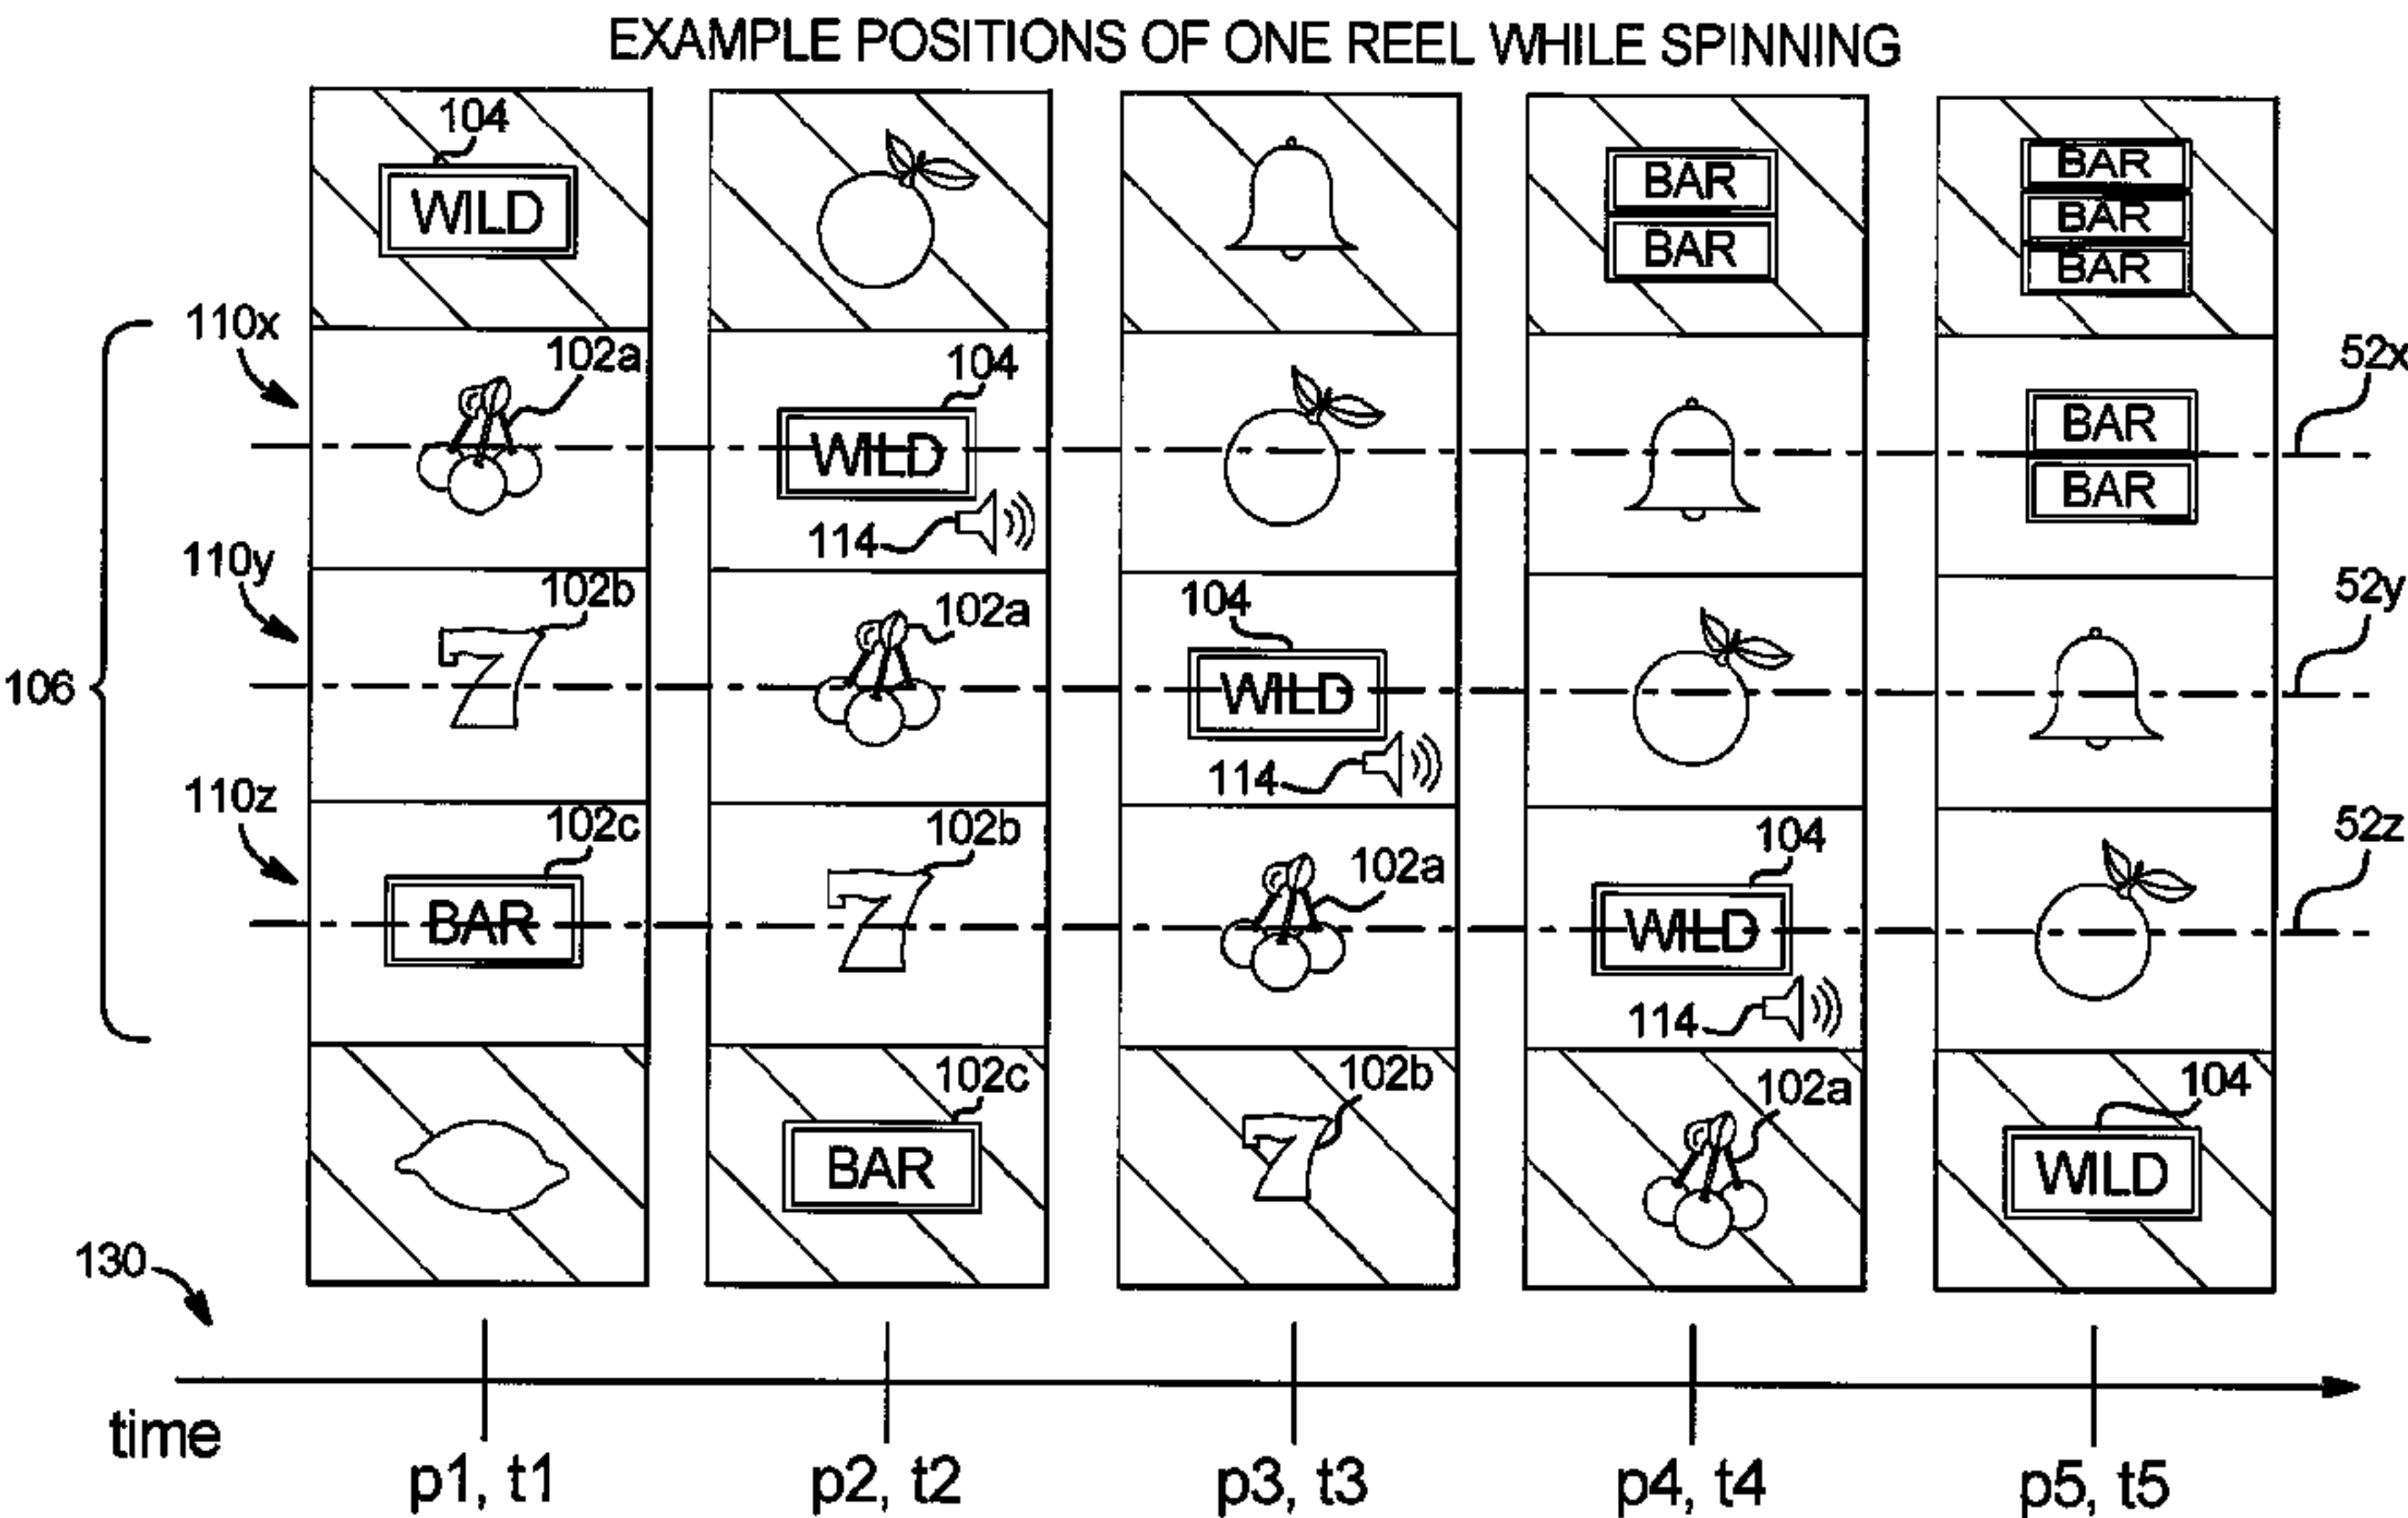 EXAMPLE POSITIONS OF ONE REEL WHILE SPINNING
104
WILD
BAR
BAR
BAR
BAR
BAR
110x
102a
104
WILD
114
BAR
BAR
52x
110y
102b
102a
104
WILD
114
52y
106
110z
102c
BAR
102b
102a
104
WILD
114
52z
102c
BAR
102b
102a
104
WILD
7
7
7
130
time
p1, t1
p2, t2
p3, t3
p4, t4
p5, t5